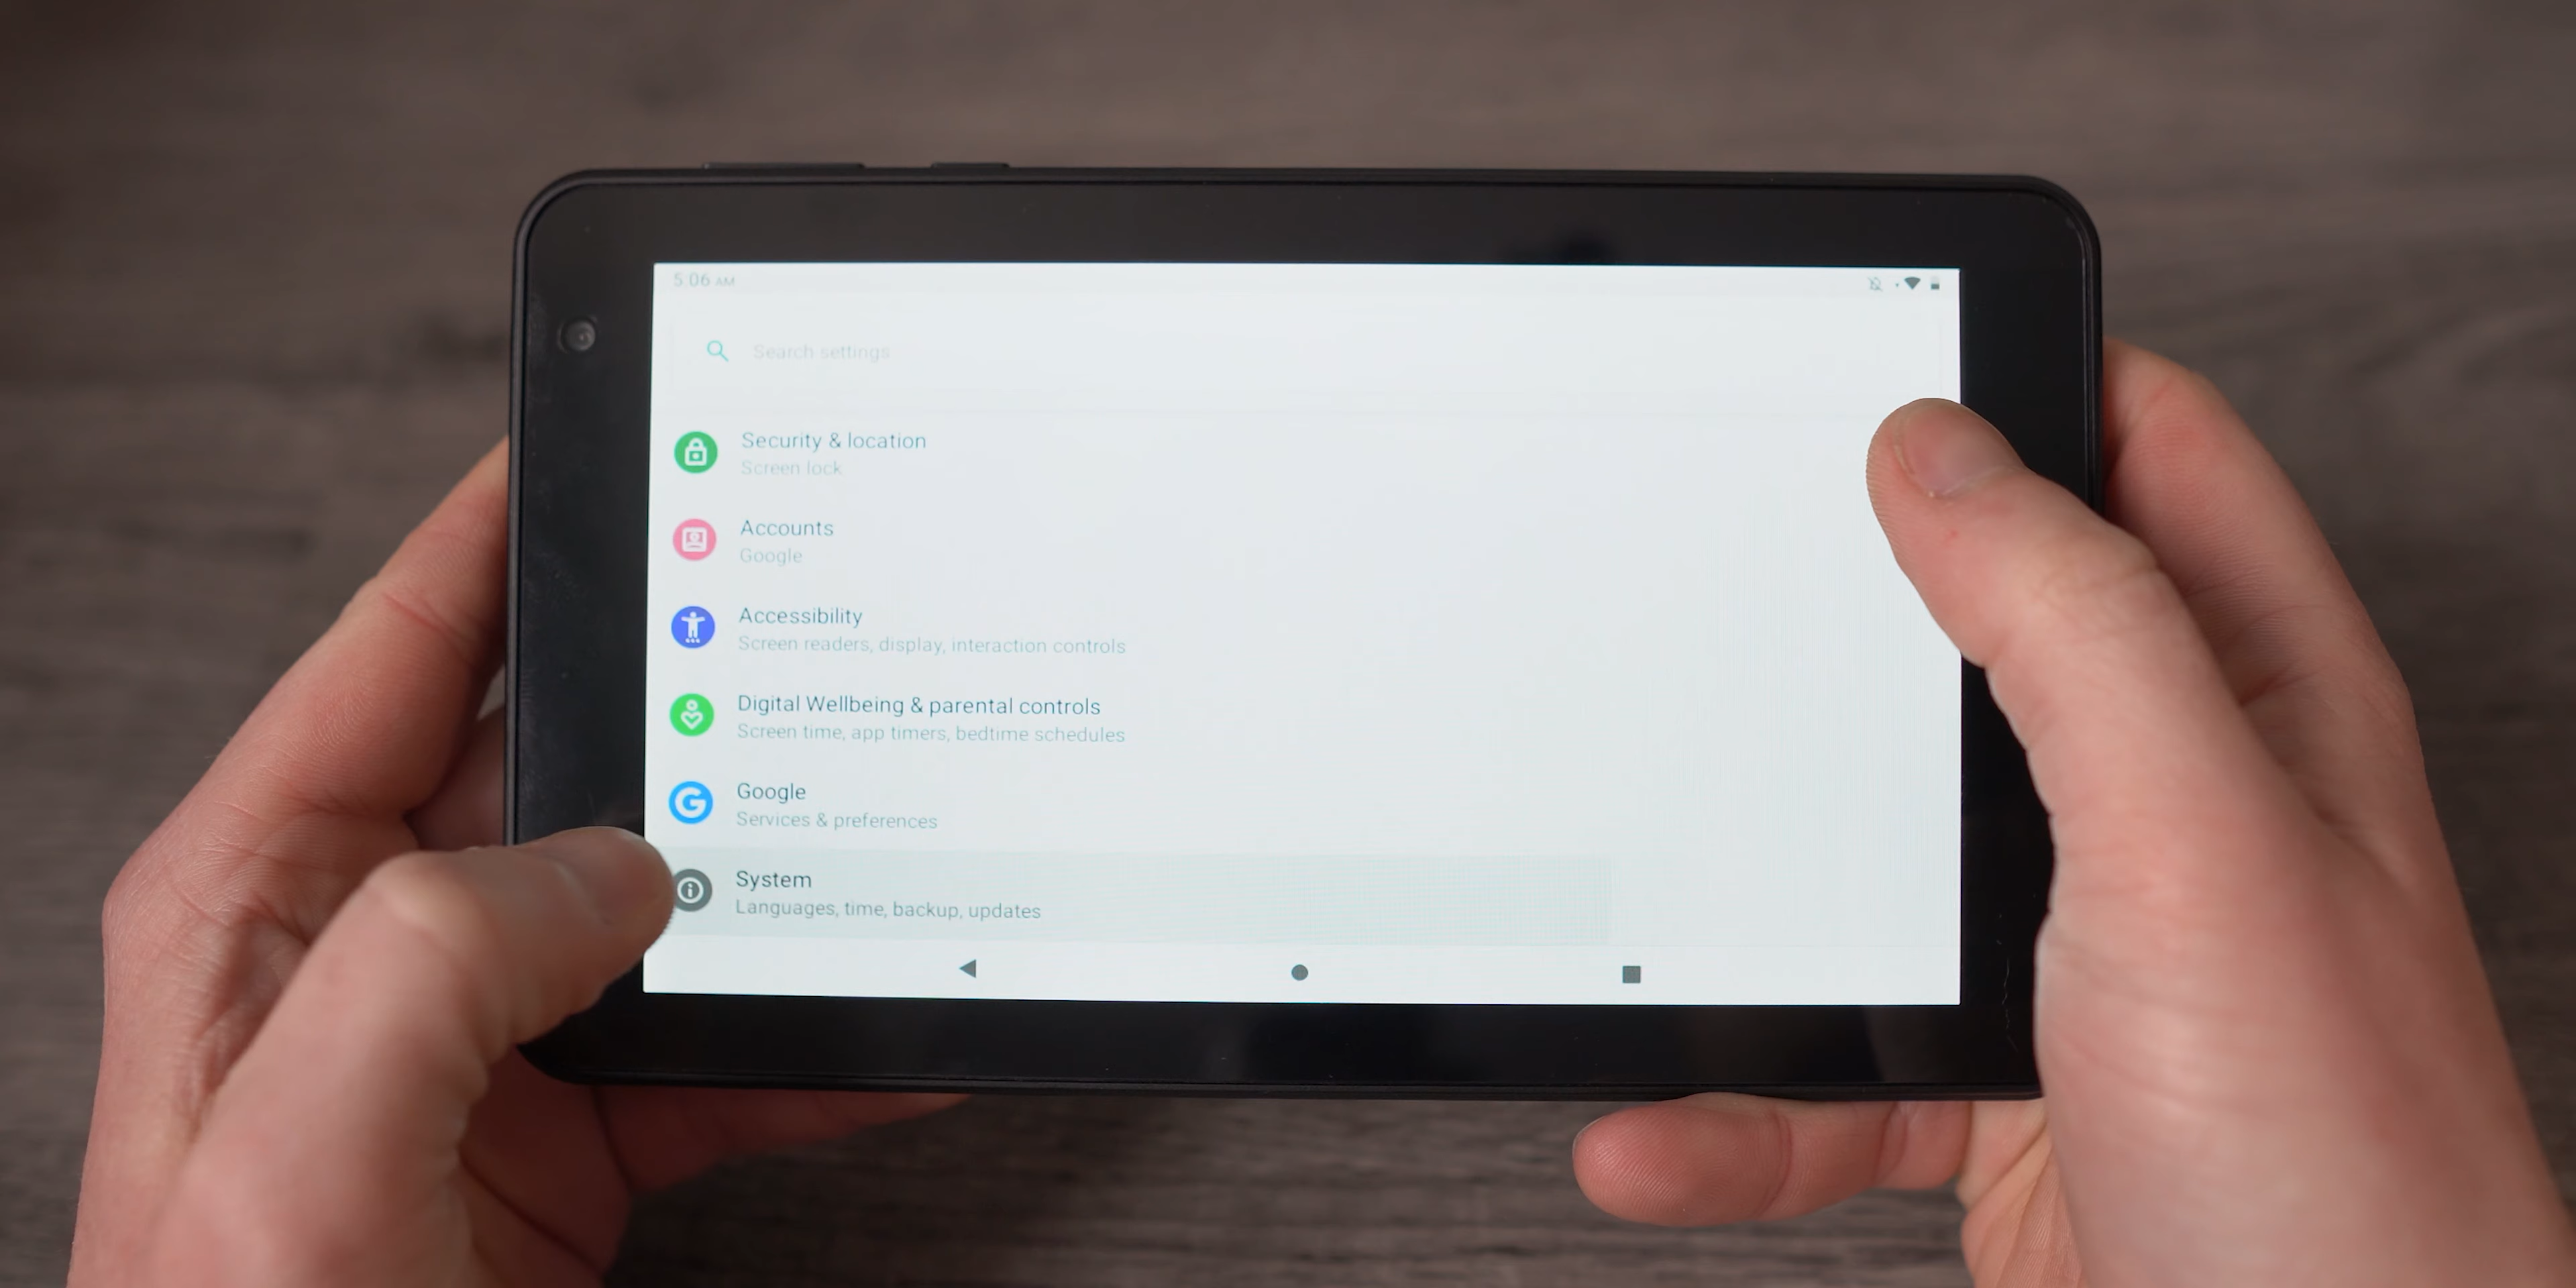 5:06 AM
Search settings
Security & location
Screen lock
Accounts
Google
Accessibility
Screen readers, display, interaction controls
Digital Wellbeing & parental controls
Screen time, app timers, bedtime schedules
Google
Services & preferences
System
Languages, time, backup, updates